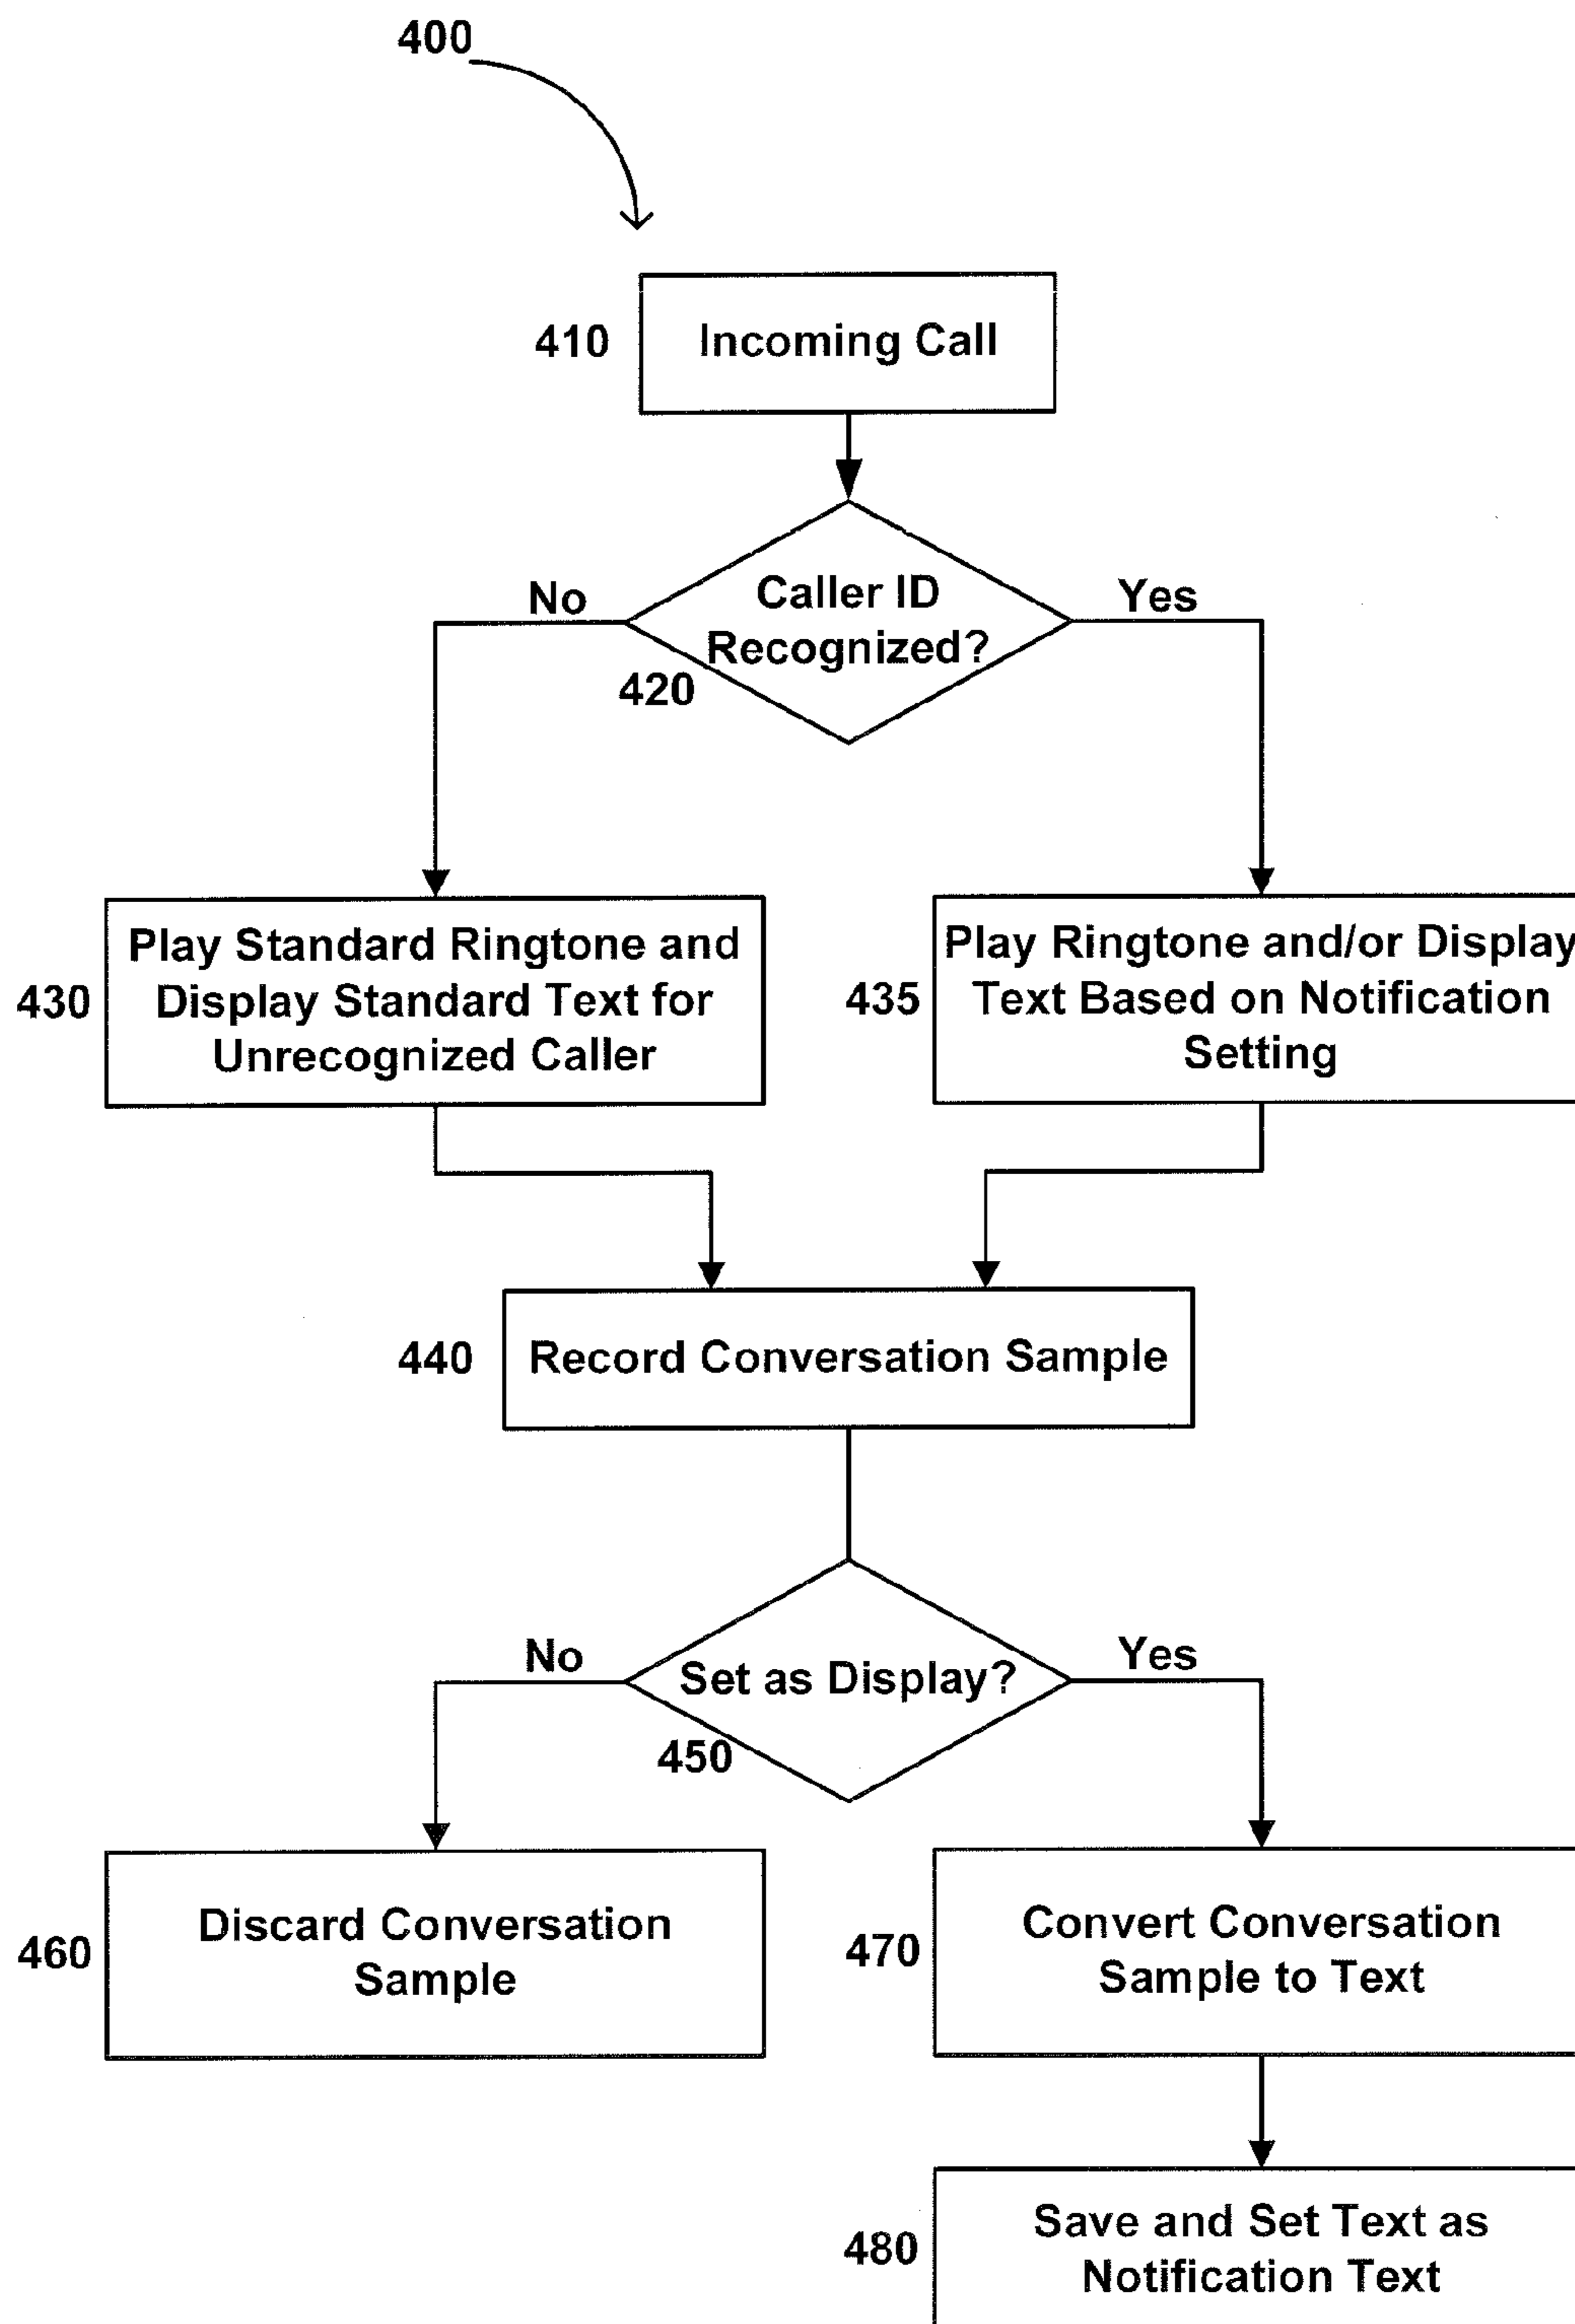 400
410
Incoming Call
No
Caller ID
Yes
Recognized?
420
Play Standard Ringtone and
430
Display Standard Text for
Unrecognized Caller
Play Ringtone and/or Display
435
Text Based on Notification
Setting
440
Record Conversation Sample
No
Set as Display?
Yes
450
460
Discard Conversation
Sample
470
Convert Conversation
Sample to Text
480
Save and Set Text as
Notification Text